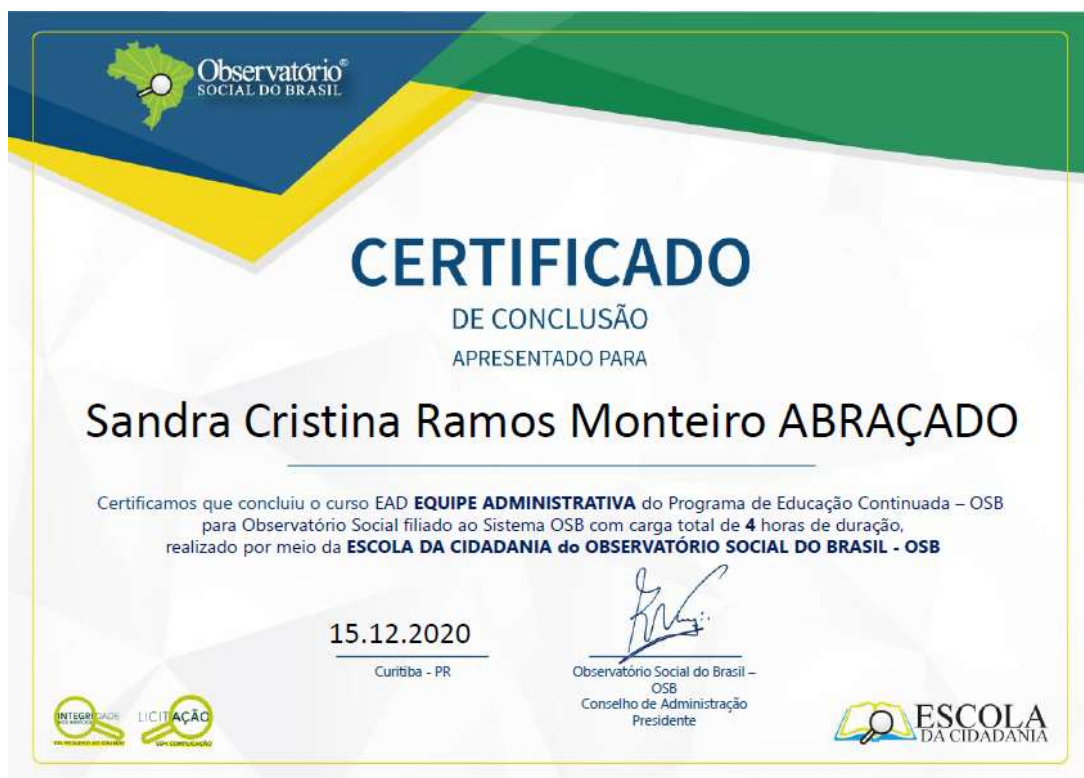 Observatório®
SOCIAL DO BRASIL
CERTIFICADO
DE CONCLUSÃO
APRESENTADO PARA
Sandra Cristina Ramos Monteiro ABRAÇADO
Certificamos que concluiu o curso EAD EQUIPE ADMINISTRATIVA do Programa de Educação Continuada – OSB
para Observatório Social filiado ao Sistema OSB com carga total de 4 horas de duração,
realizado por meio da ESCOLA DA CIDADANIA do OBSERVATÓRIO SOCIAL DO BRASIL - OSB
15.12.2020
Curitiba - PR
Observatório Social do Brasil –
OSB
Conselho de Administração
Presidente
INTEGRIDADE
LICITAÇÃO
SEM COMPLICAÇÃO
ESCOLA
DA CIDADANIA